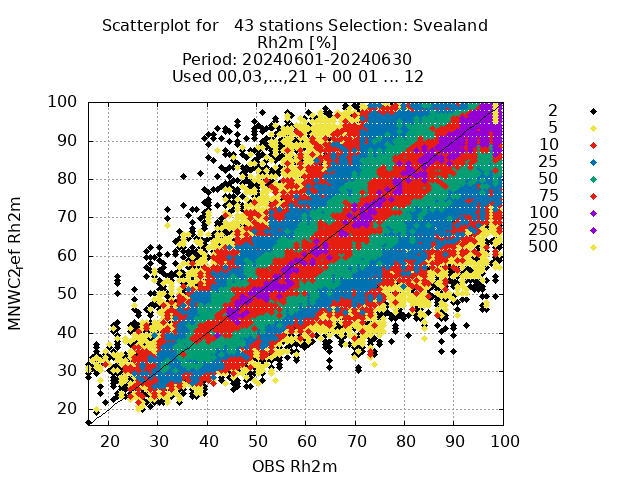 Scatterplot for 43 stations Selection: Svealand
Rh2m [%]
Period: 20240601-20240630
Used 00,03,...,21 + 00 01 ... 12
100
90
80
70
60
50
40
30
20
20 30 40 50 60 70 80 90 100
OBS Rh2m
MNWC2,ef Rh2m
2
5
10
25
50
75
100
250
500